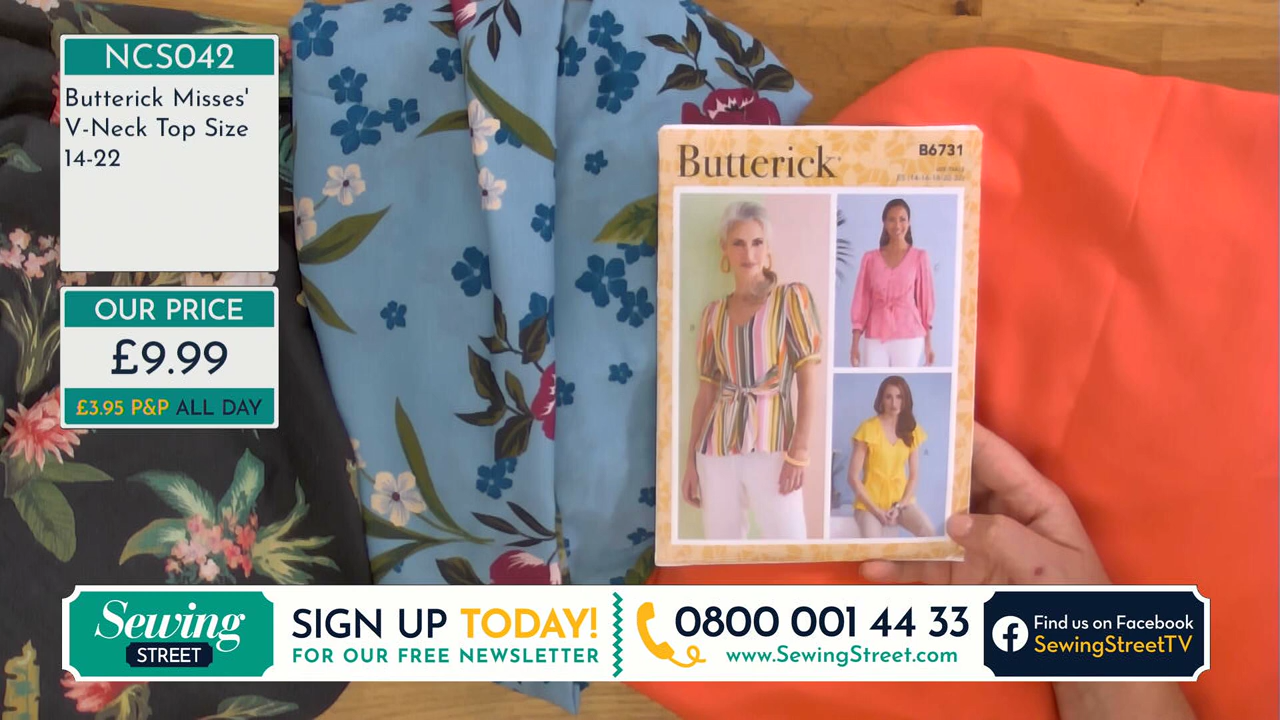 NCS042
Butterick Misses'
V-Neck Top Size
14-22
OUR PRICE
£9.99
£3.95 P&P ALL DAY
Butterick
B6731
Sewing
STREET
SIGN UP TODAY!
FOR OUR FREE NEWSLETTER
0800 001 44 33
www.SewingStreet.com
Find us on Facebook
SewingStreetTV